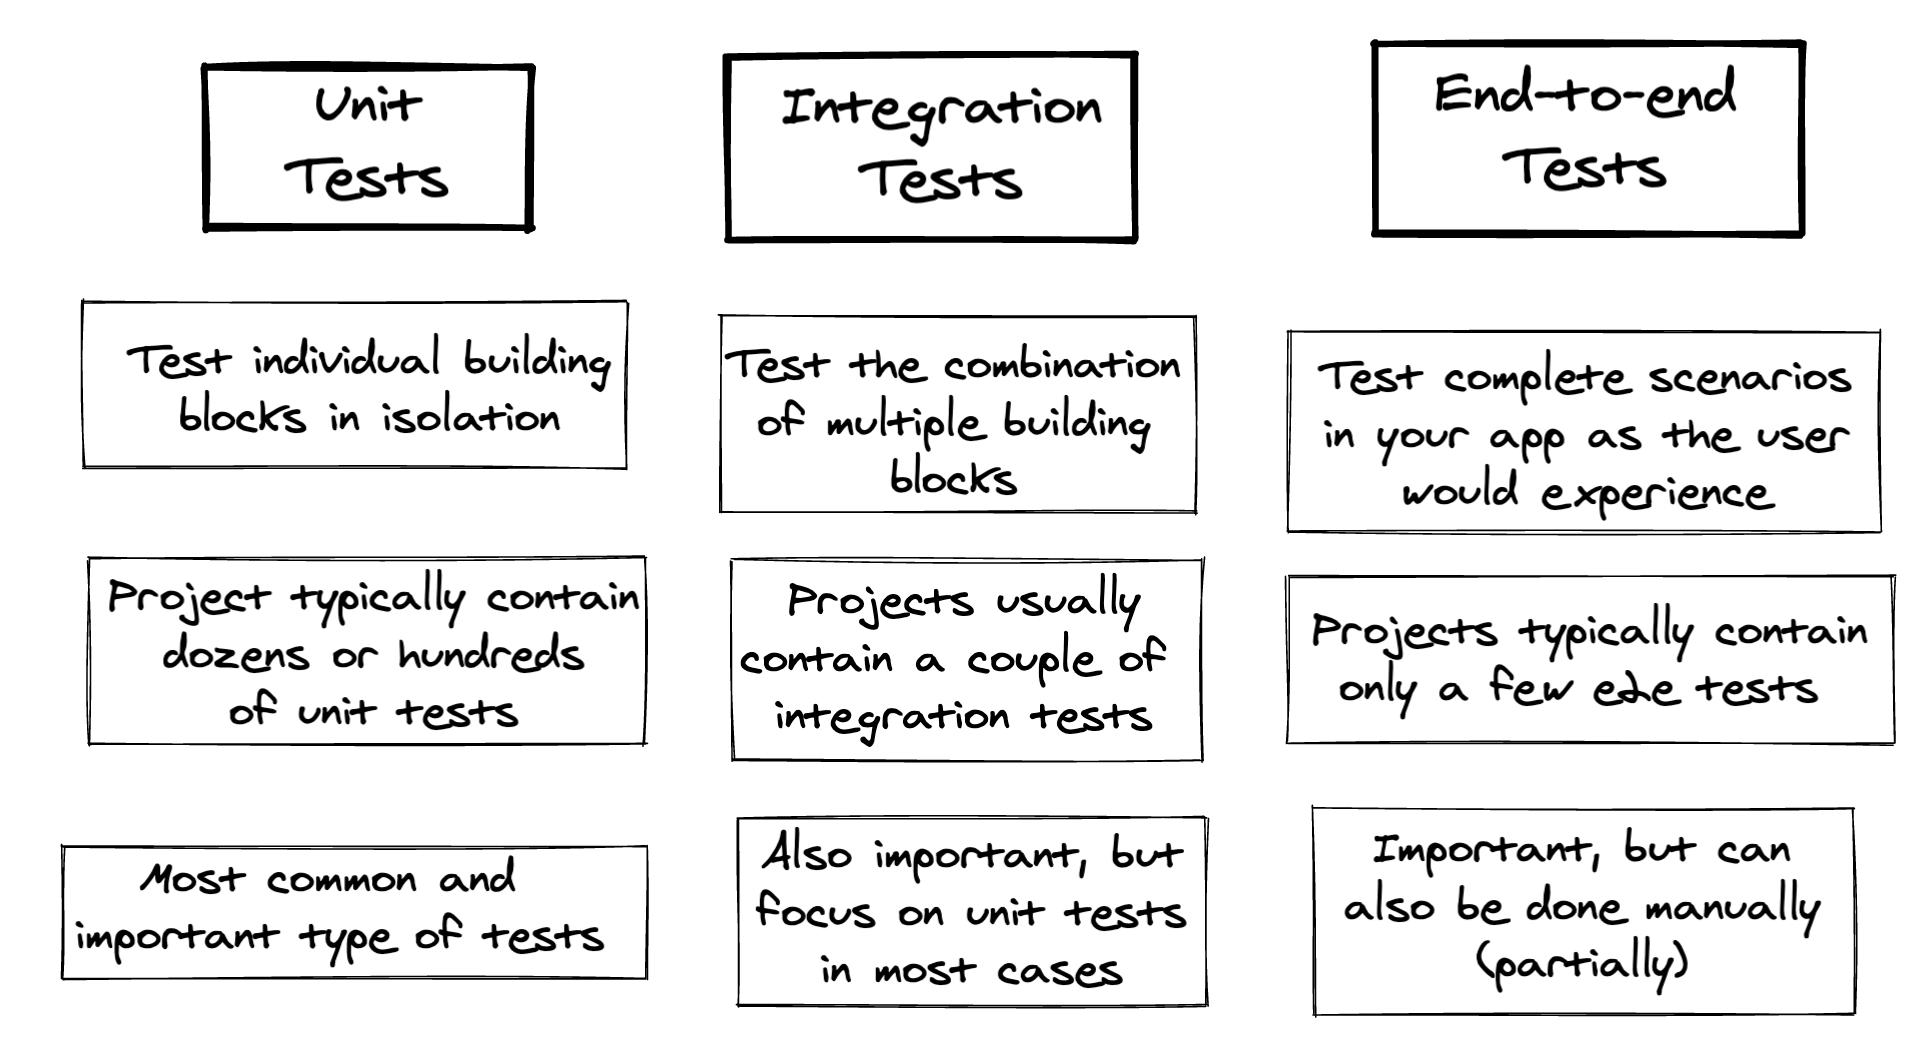 Unit
Tests
Integration
Tests
End-to-end
Tests
Test individual building
blocks in isolation
Test the combination
of multiple building
blocks
Test complete scenarios
in your app as the user
would experience
Project typically contain
dozens or hundreds
of unit tests
Projects usually
contain a couple of
integration tests
Projects typically contain
only a few e2e tests
Most common and
important type of tests
Also important, but
focus on unit tests
in most cases
Important, but can
also be done manually
(partially)